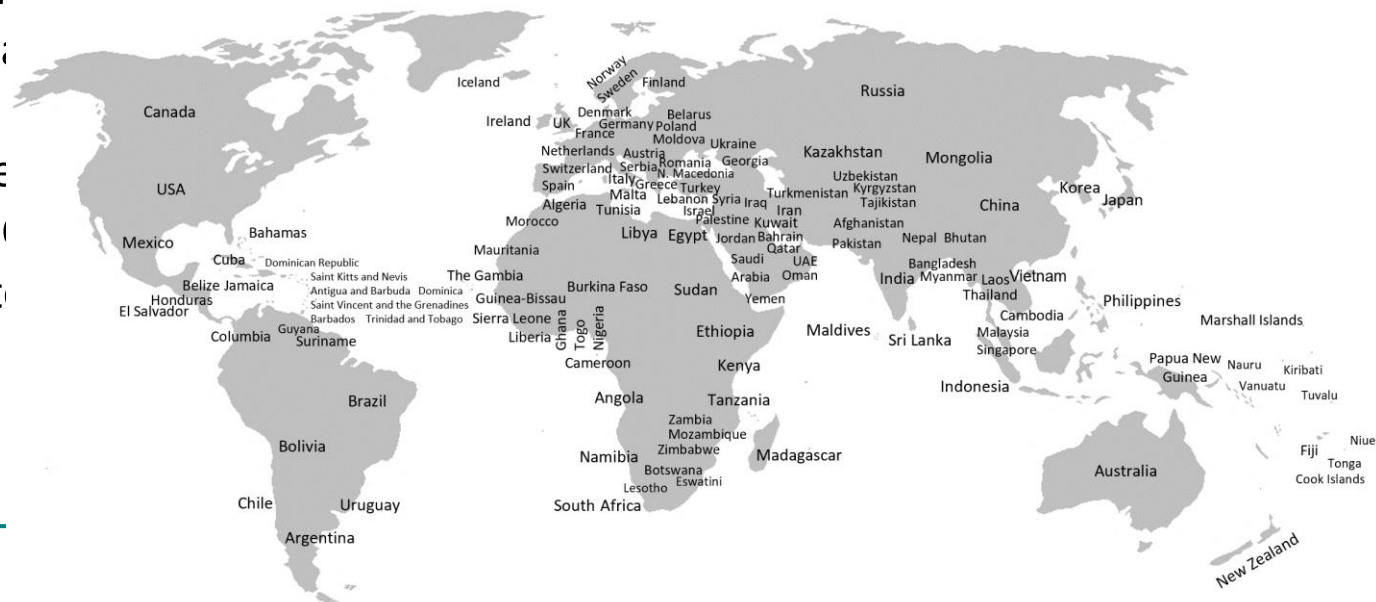 Norway
Sweden
Finland
Iceland
Russia
Canada
Denmark
Belarus
Ireland
UK
Germany
Poland
France
Moldova
Ukraine
Netherlands
Austria
Romania
Georgia
Kazakhstan
Mongolia
Switzerland
Serbia
N. Macedonia
Uzbekistan
Spain
Italy
Greece
Turkey
Turkmenistan
Kyrgyzstan
Korea
USA
Malta
Lebanon
Syria
Iraq
Tajikistan
China
Japan
Algeria
Tunisia
Israel
Iran
Morocco
Palestine
Kuwait
Afghanistan
Bahamas
Libya
Egypt
Jordan
Bahrain
Pakistan
Nepal
Bhutan
Mexico
Mauritania
Qatar
Cuba
Dominican Republic
Saudi
Arabia
UAE
Oman
Bangladesh
Saint Kitts and Nevis
The Gambia
India
Myanmar
Laos
Vietnam
Belize
Jamaica
Antigua and Barbuda
Dominica
Burkina Faso
Sudan
Thailand
Honduras
Saint Vincent and the Grenadines
Guinea-Bissau
Yemen
Philippines
El Salvador
Barbados
Trinidad and Tobago
Sierra Leone
Ghana
Togo
Nigeria
Cambodia
Marshall Islands
Columbia
Guyana
Suriname
Liberia
Ethiopia
Maldives
Sri Lanka
Malaysia
Singapore
Cameroon
Kenya
Papua New
Guinea
Nauru
Kiribati
Indonesia
Vanuatu
Tuvalu
Brazil
Angola
Tanzania
Zambia
Mozambique
Bolivia
Zimbabwe
Namibia
Madagascar
Fiji
Niue
Botswana
Australia
Tonga
Eswatini
Lesotho
Cook Islands
Chile
Uruguay
South Africa
Argentina
New Zealand